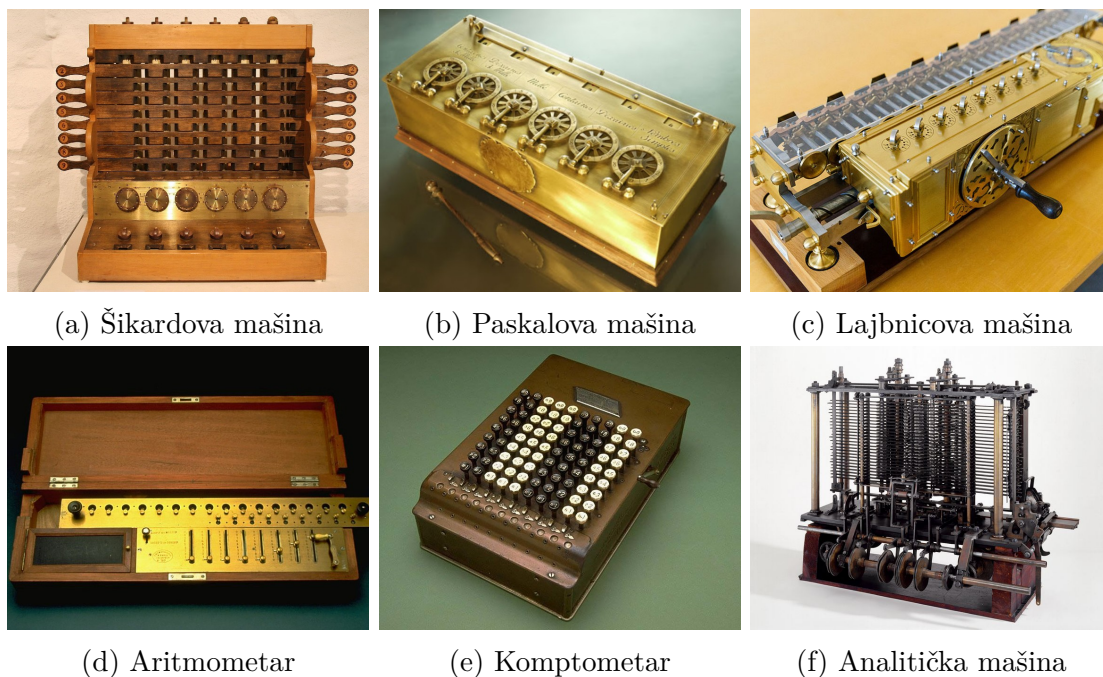 (a) Šikardova mašina
(b) Paskalova mašina
(c) Lajbnicova mašina
(d) Aritmometar
(e) Komptometar
(f) Analitička mašina